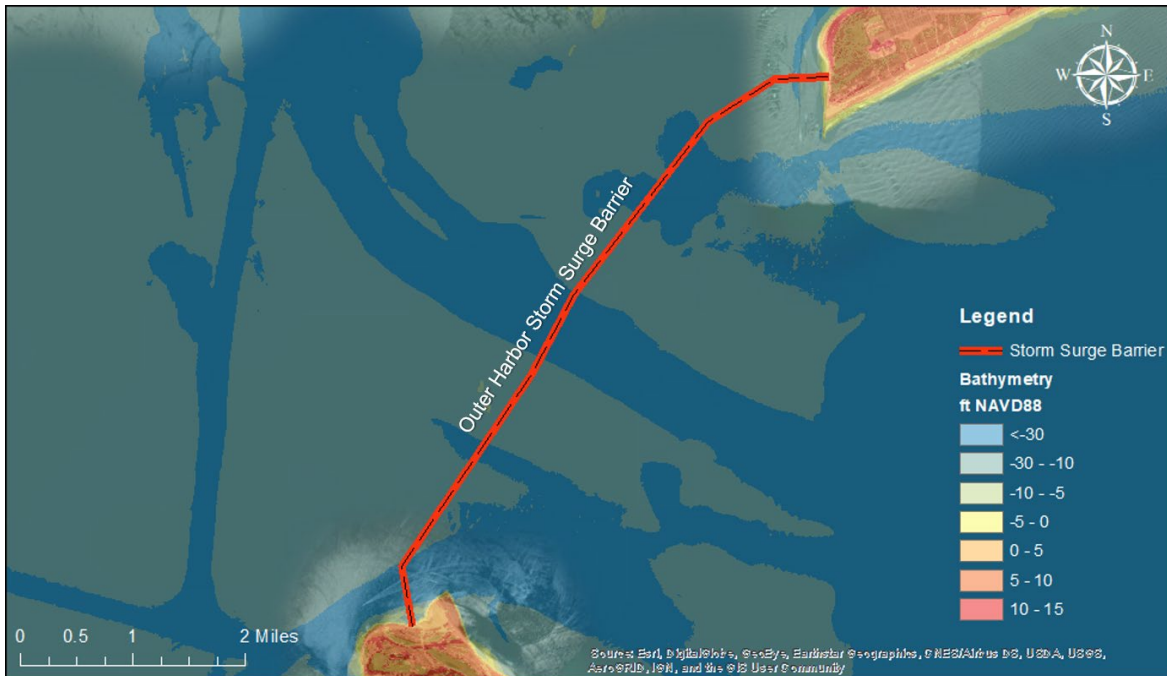 N
W E
S
Outer Harbor Storm Surge Barrier
Legend
Storm Surge Barrier
Bathymetry
ft NAVD88
<-30
-30 - -10
-10 - -5
-5 - 0
0 - 5
5 - 10
10 - 15
0 0.5 1 2 Miles
Source: Esri, DigitalGlobe, GeoEye, Earthstar Geographics, CNES/Airbus DS, USDA, USGS,
AeroGRID, IGN, and the GIS User Community